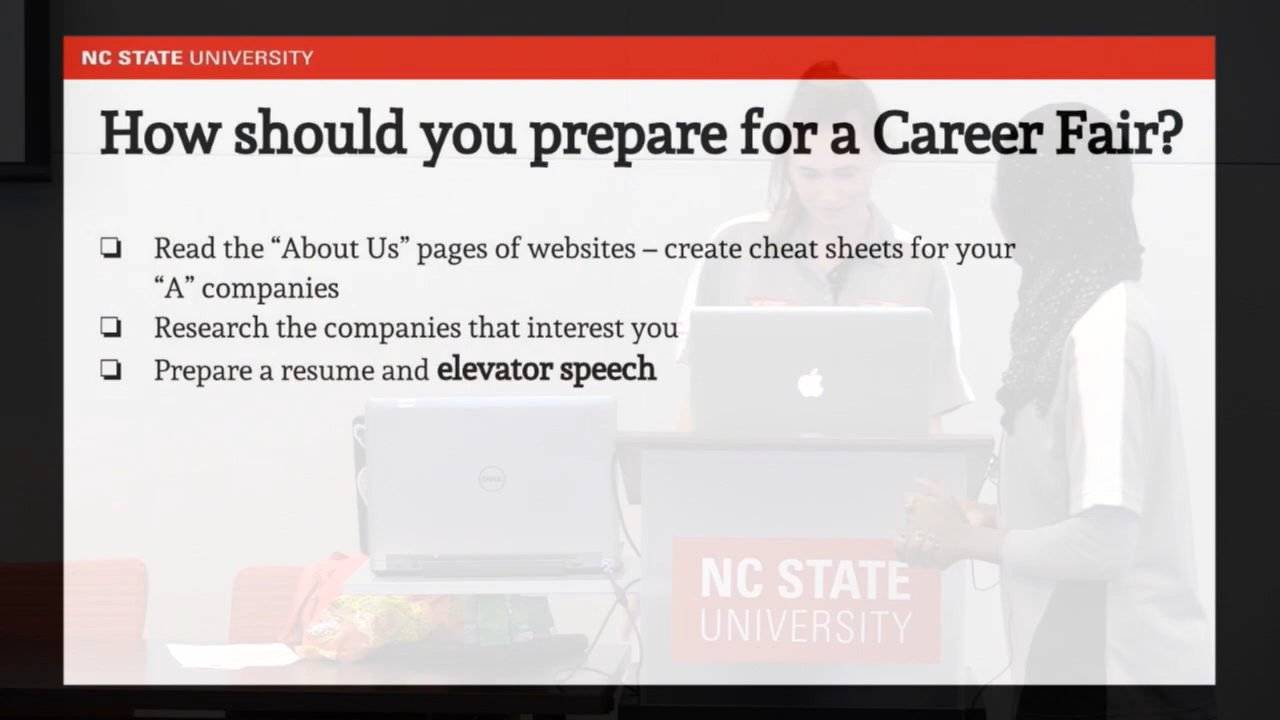 NC STATE UNIVERSITY
How should you prepare for a Career Fair?
❏ Read the “About Us” pages of websites – create cheat sheets for your
“A” companies
❏ Research the companies that interest you
❏ Prepare a resume and elevator speech
DELL
NC STATE
UNIVERSITY